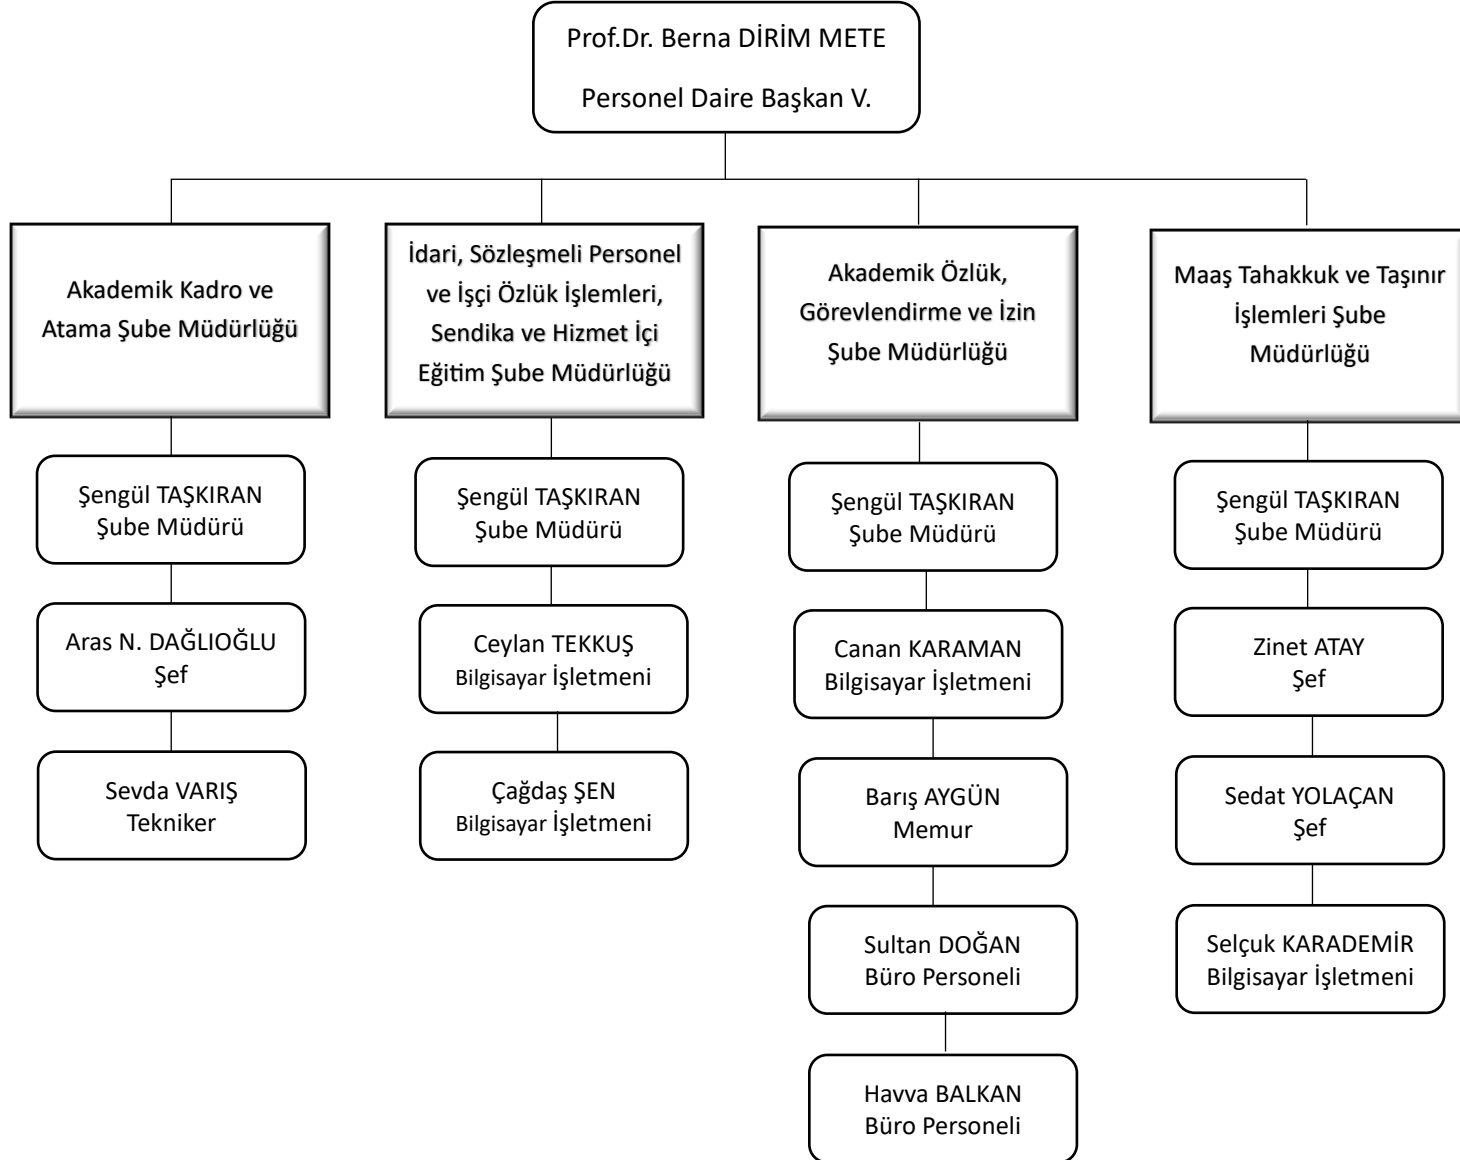 Prof.Dr. Berna DİRİM METE
Personel Daire Başkan V.
Akademik Kadro ve
Atama Şube Müdürlüğü
Şengül TAŞKIRAN
Şube Müdürü
Aras N. DAĞLIOĞLU
Şef
Sevda VARIŞ
Tekniker
İdari, Sözleşmeli Personel
ve İşçi Özlük İşlemleri,
Sendika ve Hizmet İçi
Eğitim Şube Müdürlüğü
Şengül TAŞKIRAN
Şube Müdürü
Ceylan TEKKUŞ
Bilgisayar İşletmeni
Çağdaş ŞEN
Bilgisayar İşletmeni
Akademik Özlük,
Görevlendirme ve İzin
Şube Müdürlüğü
Şengül TAŞKIRAN
Şube Müdürü
Canan KARAMAN
Bilgisayar İşletmeni
Barış AYGÜN
Memur
Sultan DOĞAN
Büro Personeli
Havva BALKAN
Büro Personeli
Maaş Tahakkuk ve Taşınır
İşlemleri Şube
Müdürlüğü
Şengül TAŞKIRAN
Şube Müdürü
Zinet ATAY
Şef
Sedat YOLAÇAN
Şef
Selçuk KARADEMİR
Bilgisayar İşletmeni